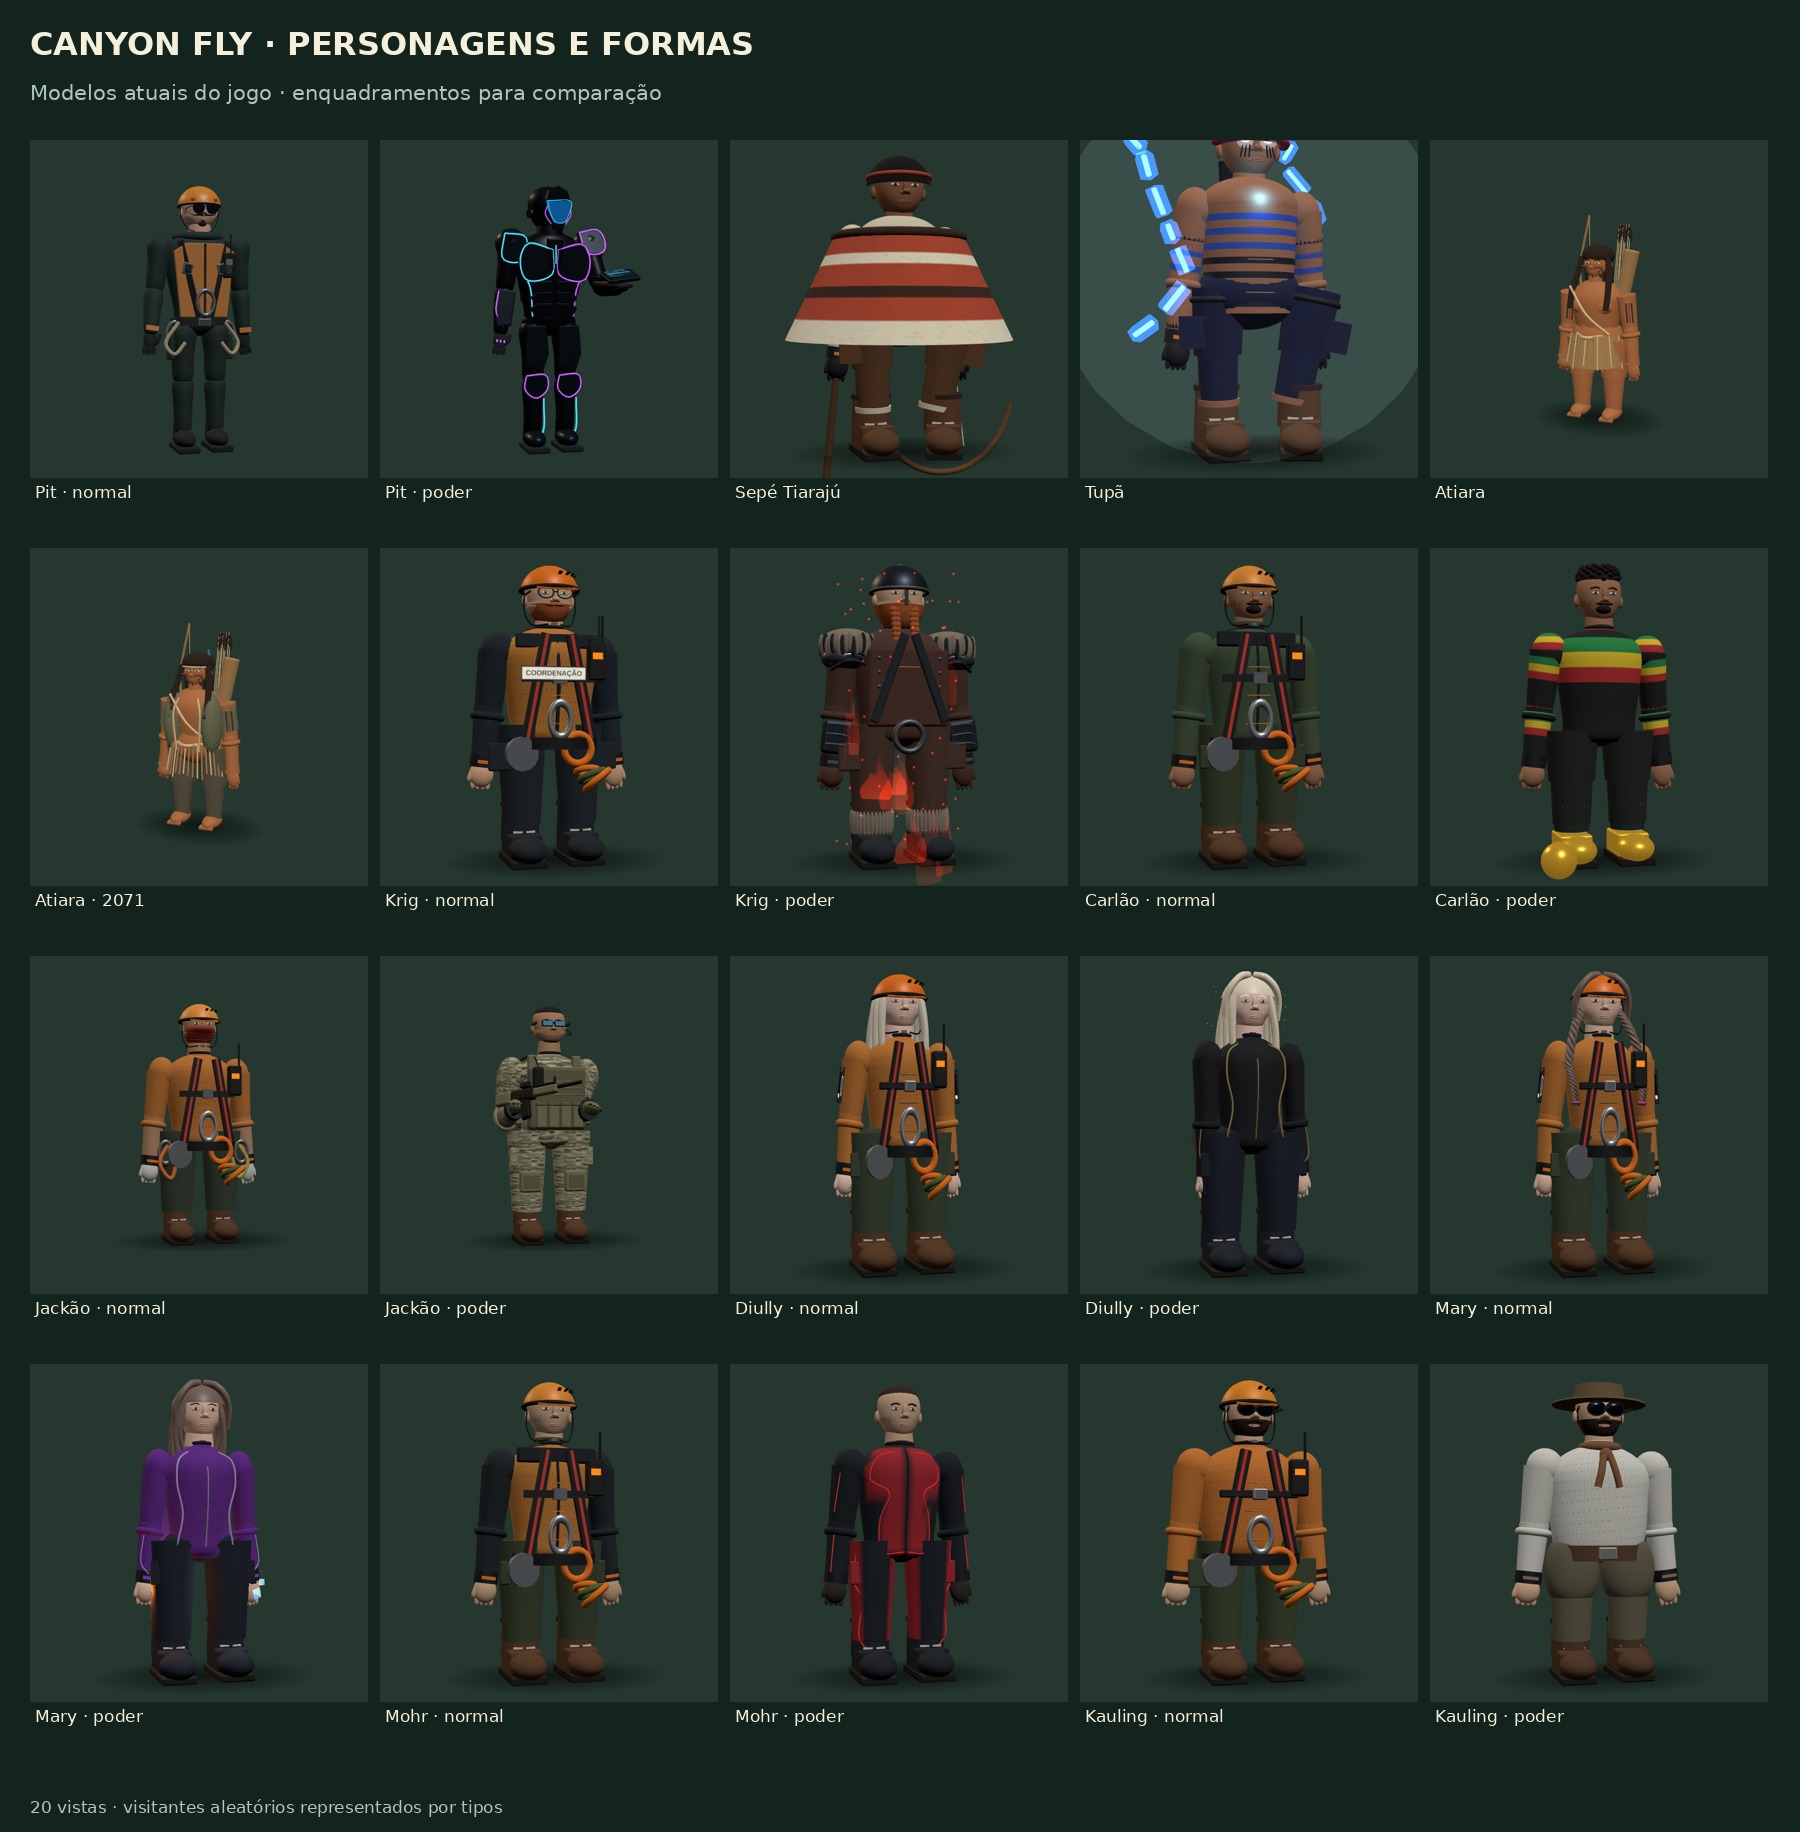 CANYON FLY · PERSONAGENS E FORMAS
Modelos atuais do jogo · enquadramentos para comparação
Pit · normal
Pit · poder
Sepé Tiarajú
Tupã
Atiara
COORDENAÇÃO
Atiara · 2071
Krig · normal
Krig · poder
Carlão · normal
Carlão · poder
Jackão · normal
Jackão · poder
Diully · normal
Diully · poder
Mary · normal
Mary · poder
Mohr · normal
Mohr · poder
Kauling · normal
Kauling · poder
20 vistas · visitantes aleatórios representados por tipos